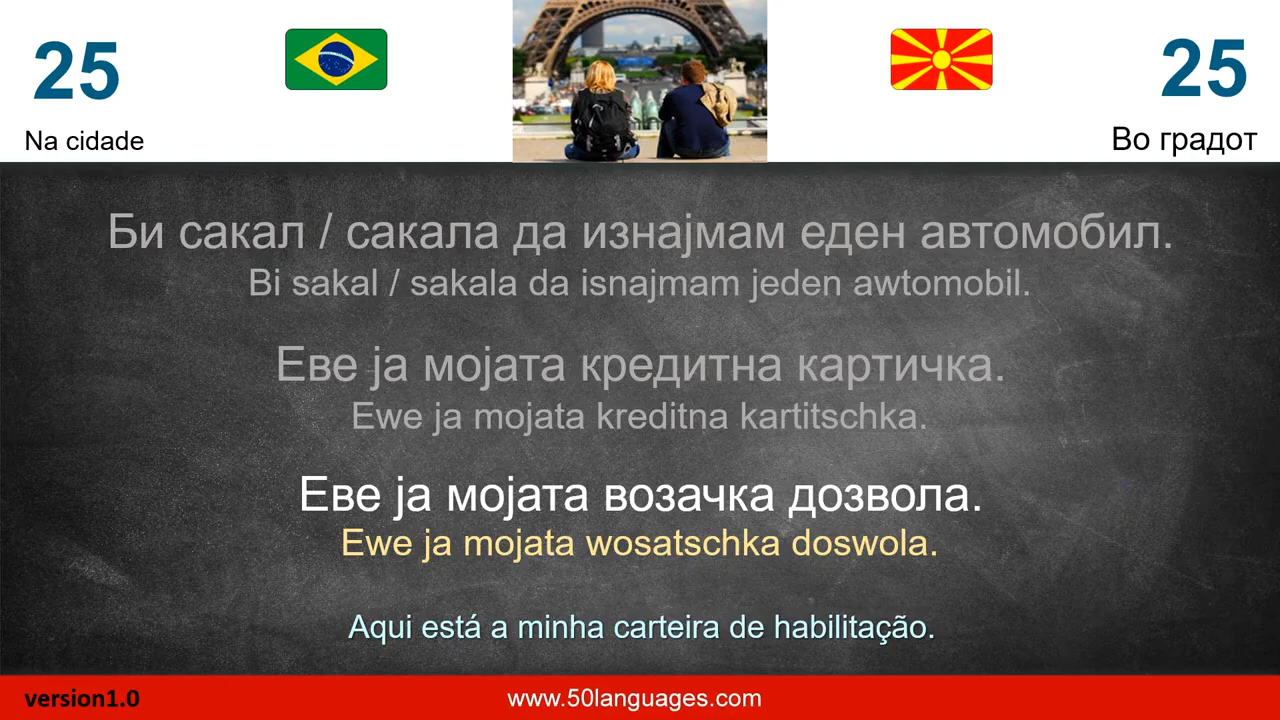 25
25
Na cidade
Во градот
Би сакал / сакала да изнајмам еден автомобил.
Bi sakal / sakala da isnajmam jeden awtomobil.
Еве ја мојата кредитна картичка.
Ewe ja mojata kreditna kartitschka.
Еве ја мојата возачка дозвола.
Ewe ja mojata wosatschka doswola.
Aqui está a minha carteira de habilitação.
version1.0
www.50languages.com